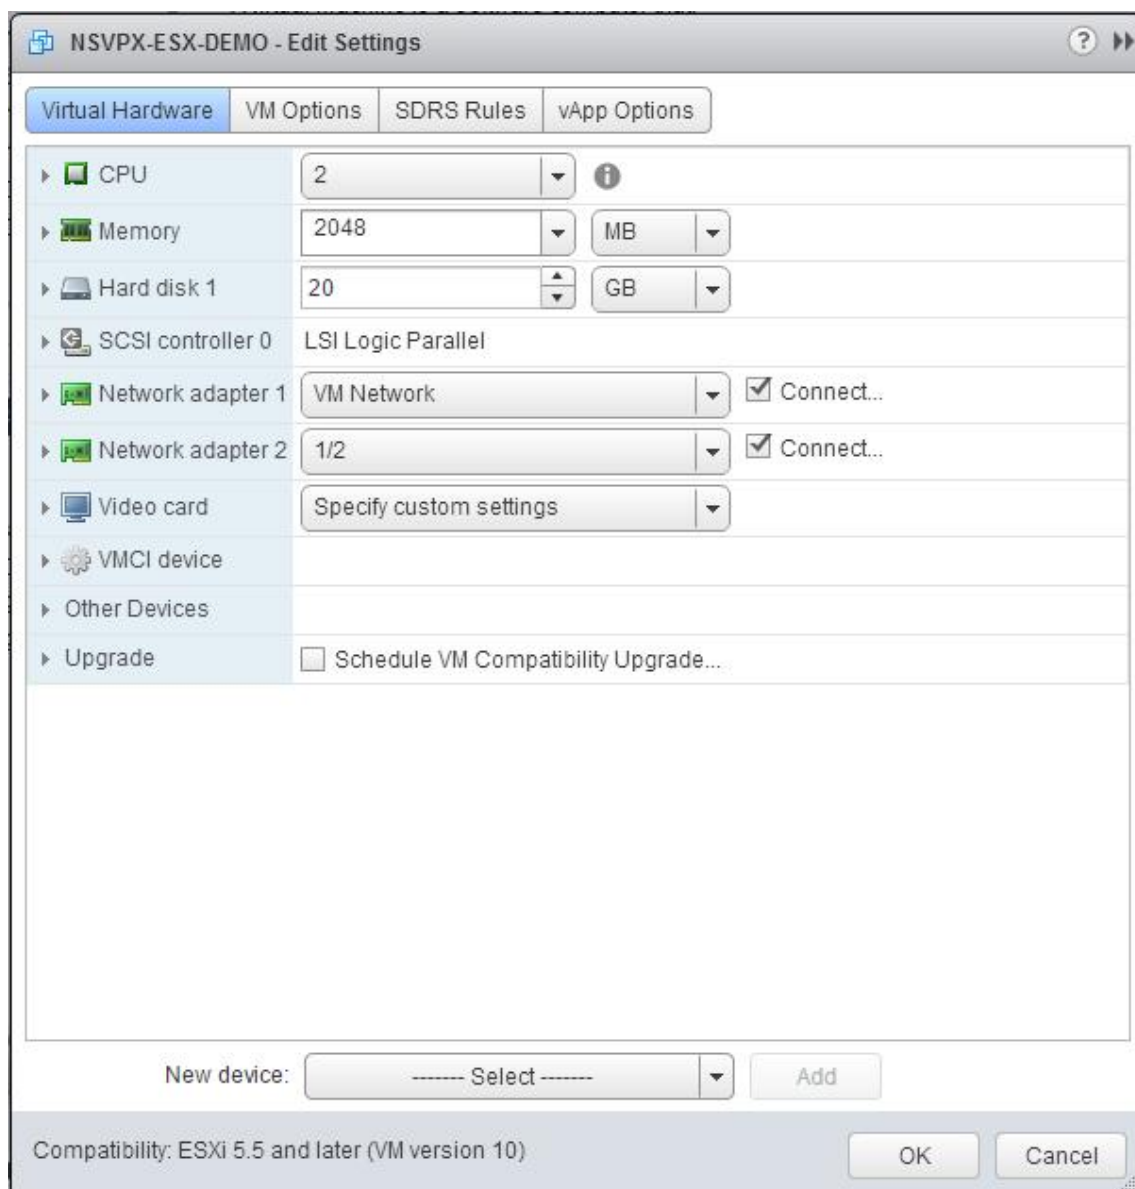 NSVPX-ESX-DEMO - Edit Settings
Virtual Hardware VM Options SDRS Rules vApp Options
CPU 2
Memory 2048 MB
Hard disk 1 20 GB
SCSI controller 0 LSI Logic Parallel
Network adapter 1 VM Network Connect...
Network adapter 2 1/2 Connect...
Video card Specify custom settings
VMCI device
Other Devices
Upgrade Schedule VM Compatibility Upgrade...
New device: ------- Select ------- Add
Compatibility: ESXi 5.5 and later (VM version 10) OK Cancel